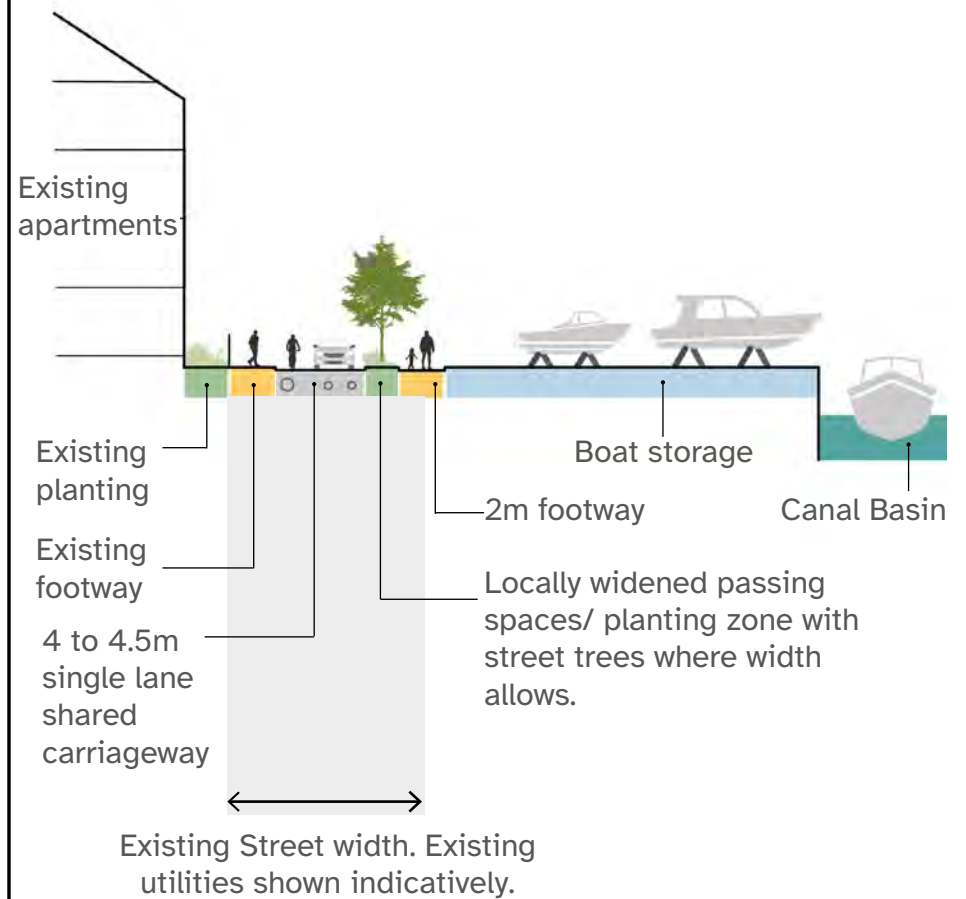 Existing
apartments
Existing
planting
Existing
footway
4 to 4.5m
single lane
shared
carriageway
Boat storage
2m footway
Canal Basin
Locally widened passing
spaces/ planting zone with
street trees where width
allows.
Existing Street width. Existing
utilities shown indicatively.